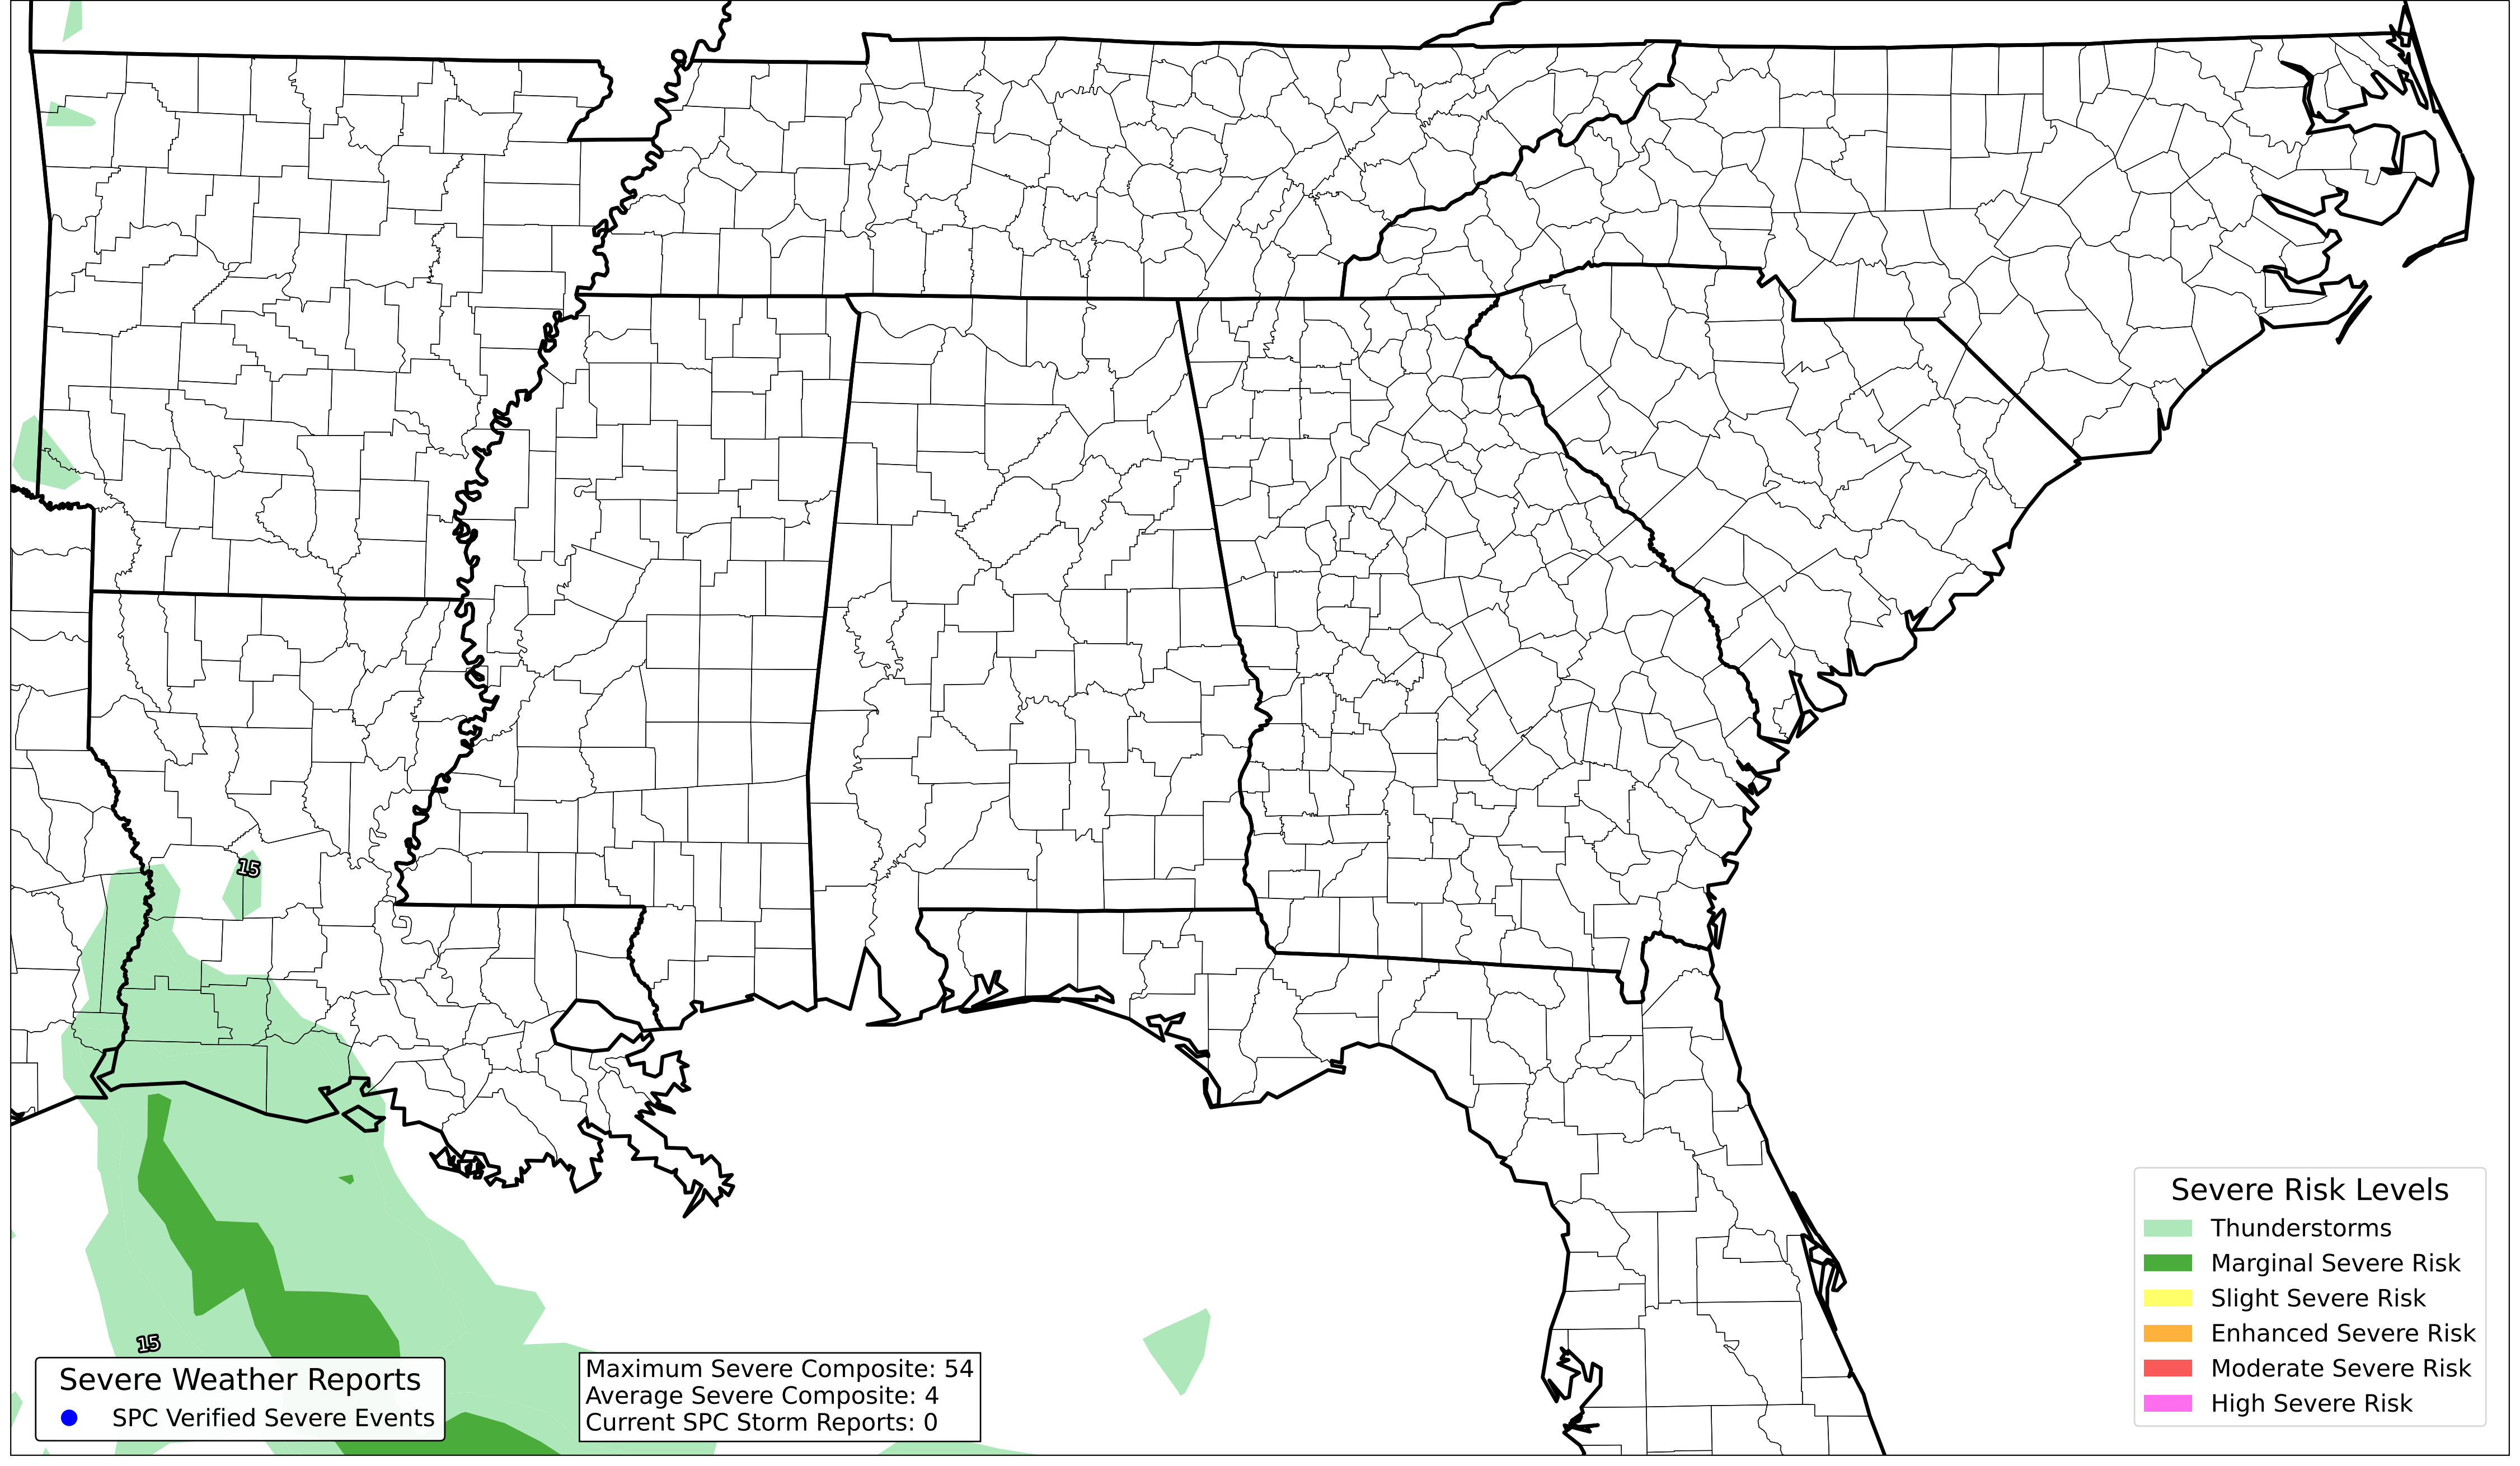 15
15
Severe Weather Reports
SPC Verified Severe Events
Maximum Severe Composite: 54
Average Severe Composite: 4
Current SPC Storm Reports: 0
Severe Risk Levels
Thunderstorms
Marginal Severe Risk
Slight Severe Risk
Enhanced Severe Risk
Moderate Severe Risk
High Severe Risk